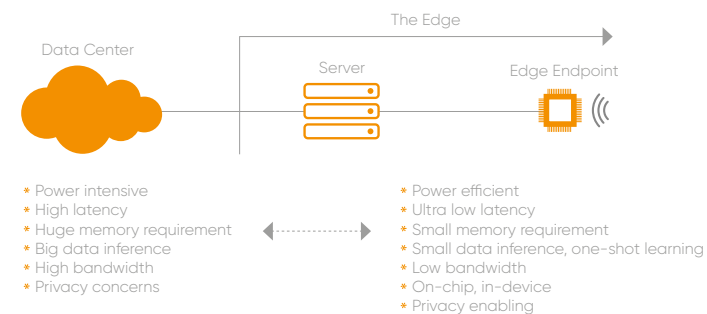 The Edge
Data Center
Server
Edge Endpoint
* Power intensive
* High latency
* Huge memory requirement
* Big data inference
* High bandwidth
* Privacy concerns
* Power efficient
* Ultra low latency
* Small memory requirement
* Small data inference, one-shot learning
* Low bandwidth
* On-chip, in-device
* Privacy enabling